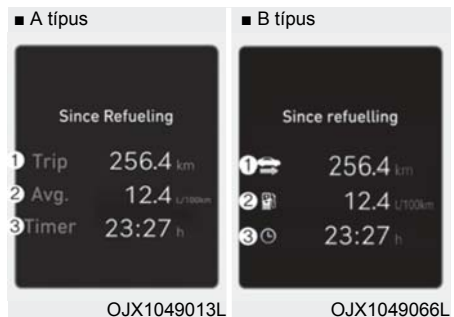 ■ A típus
Since Refueling
① Trip 256.4 km
② Avg. 12.4 L/100km
③ Timer 23:27 h
OJX1049013L
■ B típus
Since refuelling
① 256.4 km
② 12.4 L/100km
③ 23:27 h
OJX1049066L